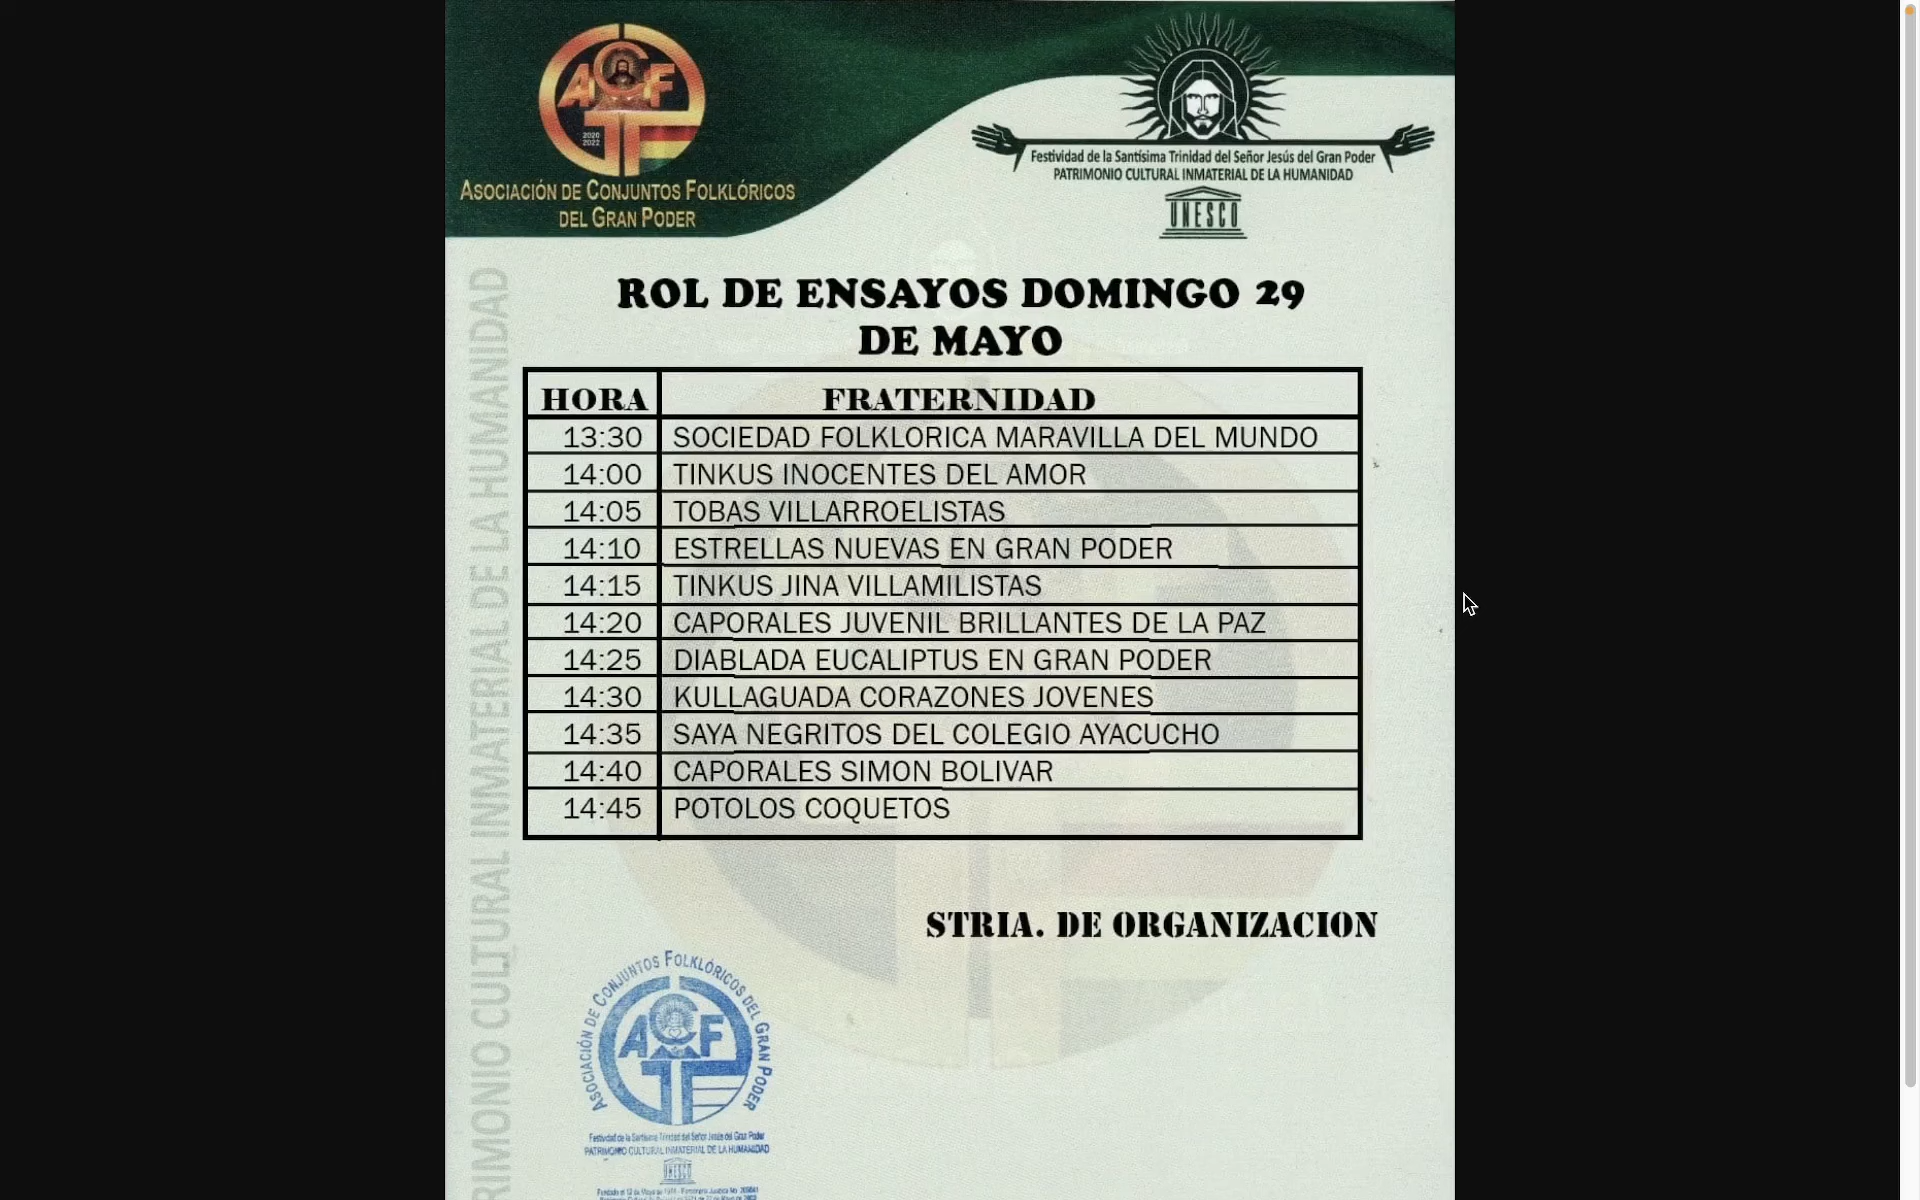 ACF
2020
2022
ASOCIACIÓN DE CONJUNTOS FOLKLÓRICOS
DEL GRAN PODER
Festividad de la Santísima Trinidad del Señor Jesús del Gran Poder
PATRIMONIO CULTURAL INMATERIAL DE LA HUMANIDAD
UNESCO
RIMONIO CULTURAL INMATERIAL DE LA HUMANIDAD
ROL DE ENSAYOS DOMINGO 29
DE MAYO
HORA FRATERNIDAD
13:30 SOCIEDAD FOLKLORICA MARAVILLA DEL MUNDO
14:00 TINKUS INOCENTES DEL AMOR
14:05 TOBAS VILLARROELISTAS
14:10 ESTRELLAS NUEVAS EN GRAN PODER
14:15 TINKUS JINA VILLAMILISTAS
14:20 CAPORALES JUVENIL BRILLANTES DE LA PAZ
14:25 DIABLADA EUCALIPTUS EN GRAN PODER
14:30 KULLAGUADA CORAZONES JOVENES
14:35 SAYA NEGRITOS DEL COLEGIO AYACUCHO
14:40 CAPORALES SIMON BOLIVAR
14:45 POTOLOS COQUETOS
STRIA. DE ORGANIZACION
ASOCIACIÓN DE CONJUNTOS FOLKLÓRICOS DEL GRAN PODER
ACF
Festividad de la Santísima Trinidad del Señor Jesús del Gran Poder
PATRIMONIO CULTURAL INMATERIAL DE LA HUMANIDAD
UNESCO